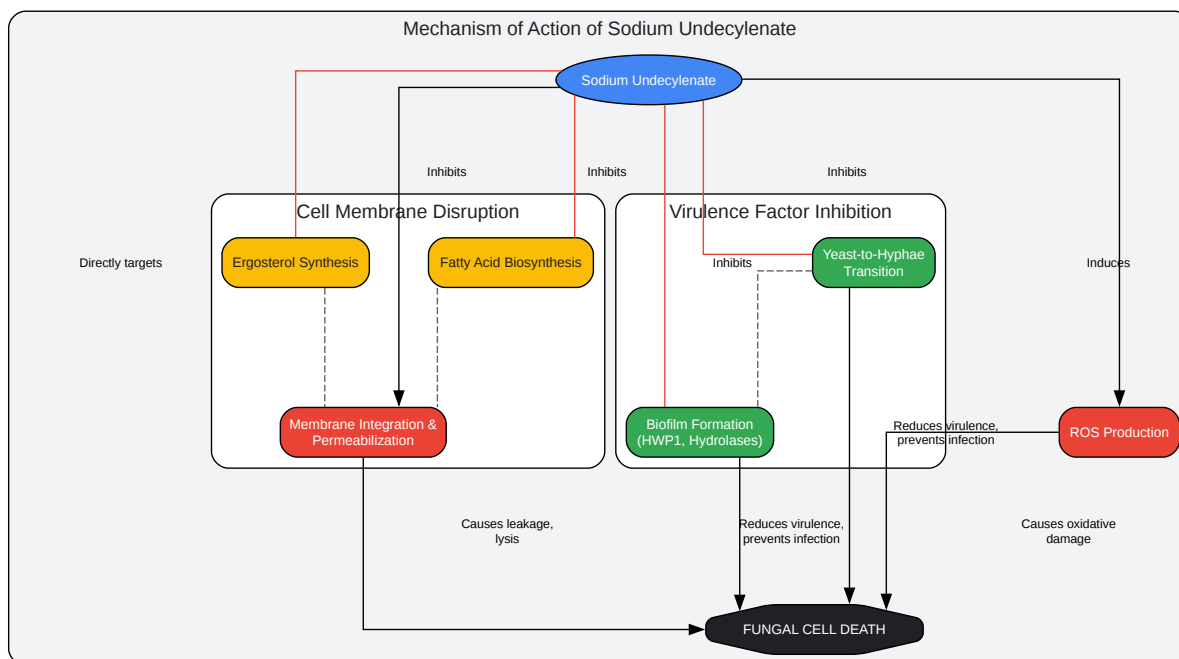 Mechanism of Action of Sodium Undecylenate
Sodium Undecylenate
Inhibits
Inhibits
Inhibits
Cell Membrane Disruption
Virulence Factor Inhibition
Directly targets
Ergosterol Synthesis
Fatty Acid Biosynthesis
Inhibits
Yeast-to-Hyphae
Transition
Induces
Membrane Integration &
Permeabilization
Biofilm Formation
(HWP1, Hydrolases)
Reduces virulence,
prevents infection
ROS Production
Causes leakage,
lysis
Reduces virulence,
prevents infection
Causes oxidative
damage
FUNGAL CELL DEATH